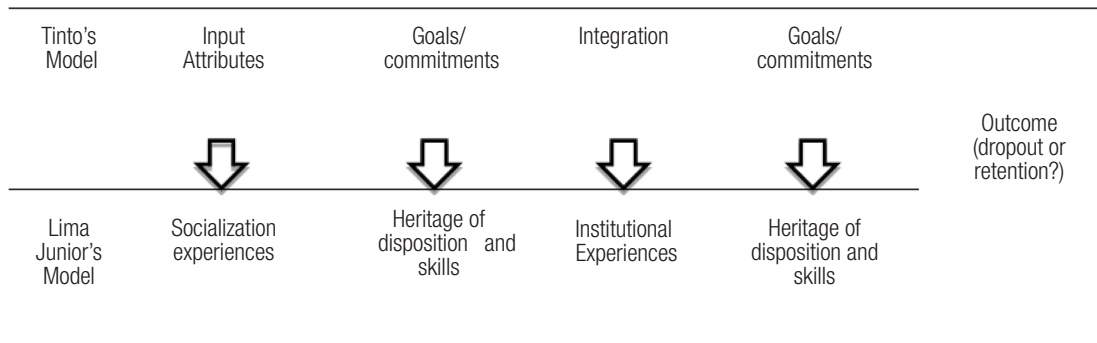 Tinto's
Model
Input
Attributes
Goals/
commitments
Integration
Goals/
commitments
Outcome
(dropout or
retention?)
Lima
Junior's
Model
Socialization
experiences
Heritage of
disposition and
skills
Institutional
Experiences
Heritage of
disposition and
skills